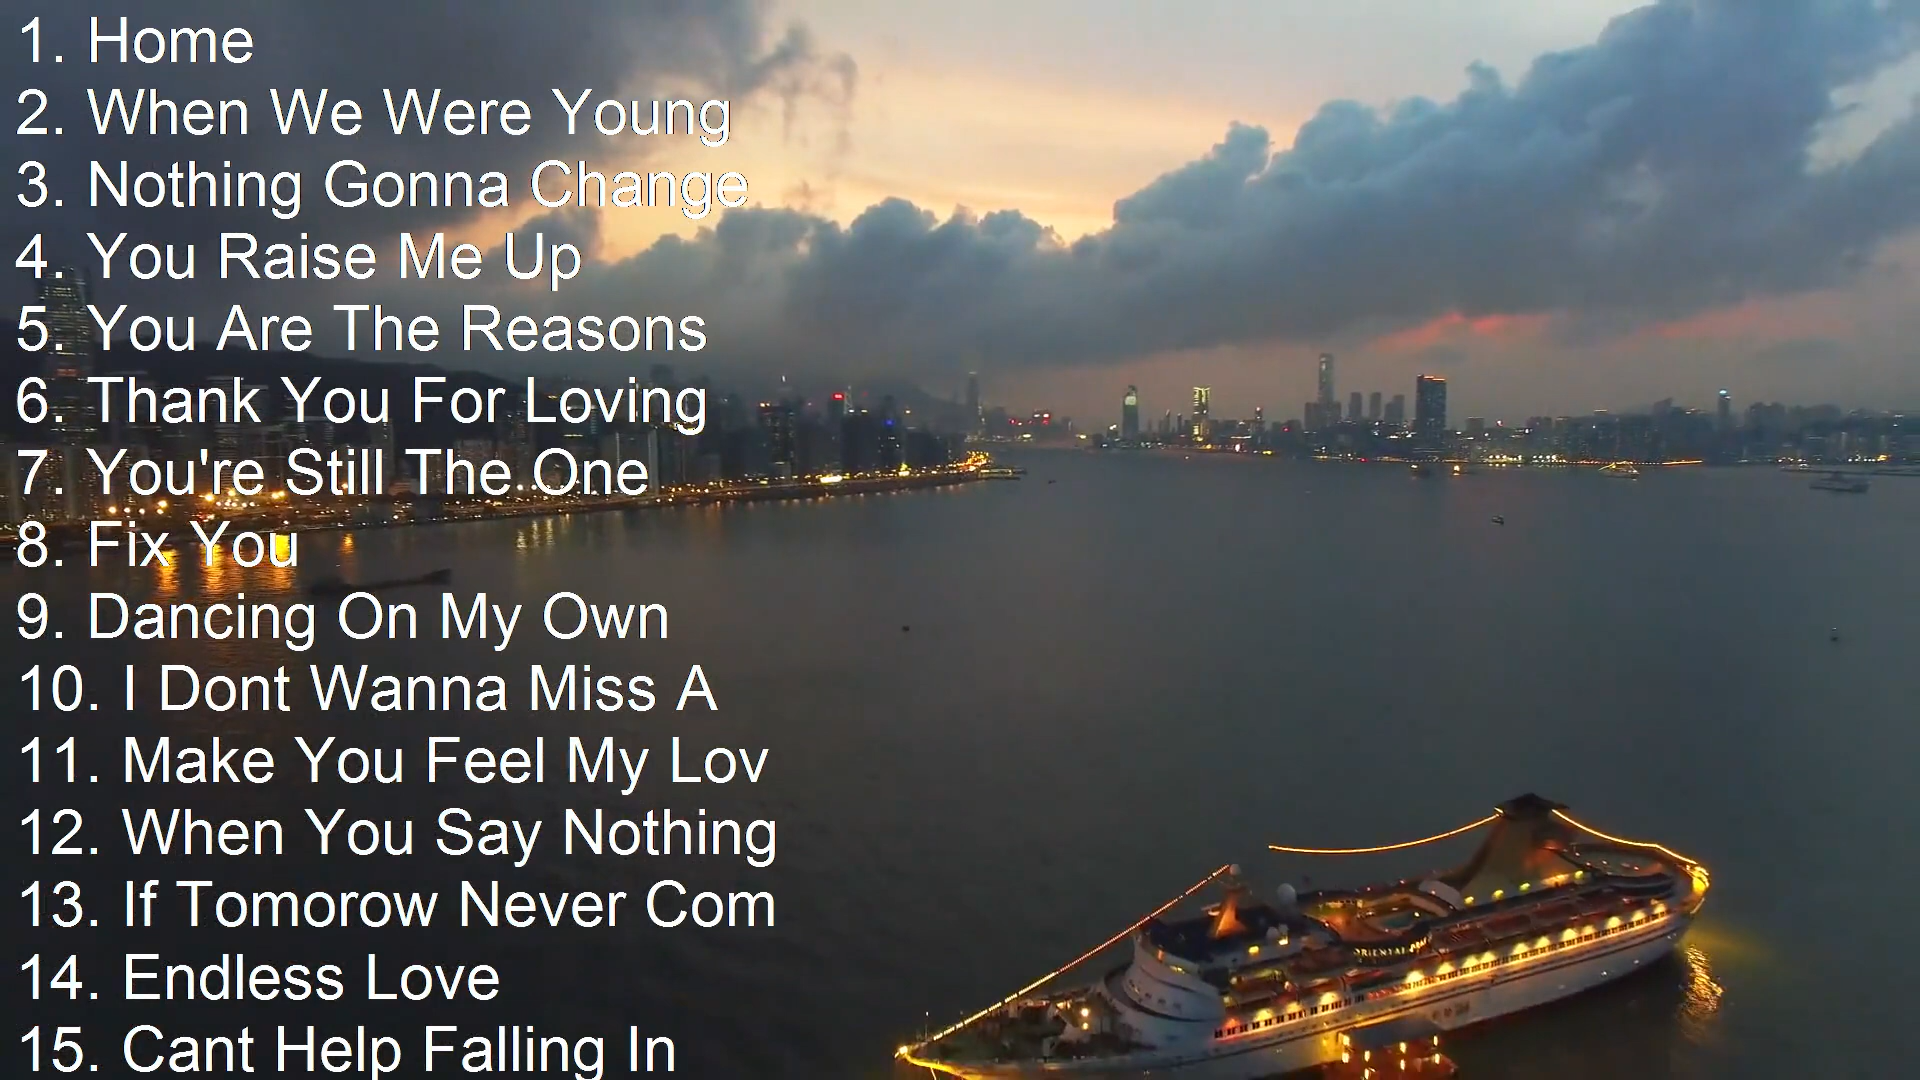 1. Home
2. When We Were Young
3. Nothing Gonna Change
4. You Raise Me Up
5. You Are The Reasons
6. Thank You For Loving
7. You're Still The One
8. Fix You
9. Dancing On My Own
10. I Dont Wanna Miss A
11. Make You Feel My Lov
12. When You Say Nothing
13. If Tomorow Never Com
14. Endless Love
15. Cant Help Falling In
ORIENTAL